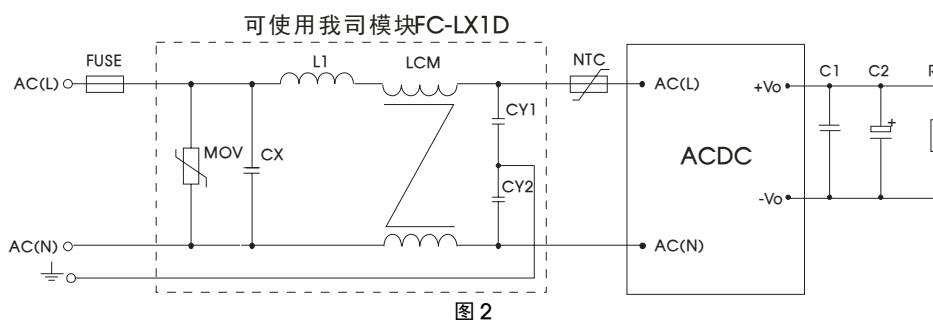 可使用我司模块FC-LX1D
FUSE
L1
LCM
NTC
C1
C2
R
AC(L)
AC(L)
+Vo
CY1
+
MOV
CX
ACDC
CY2
-Vo
AC(N)
AC(N)
图 2